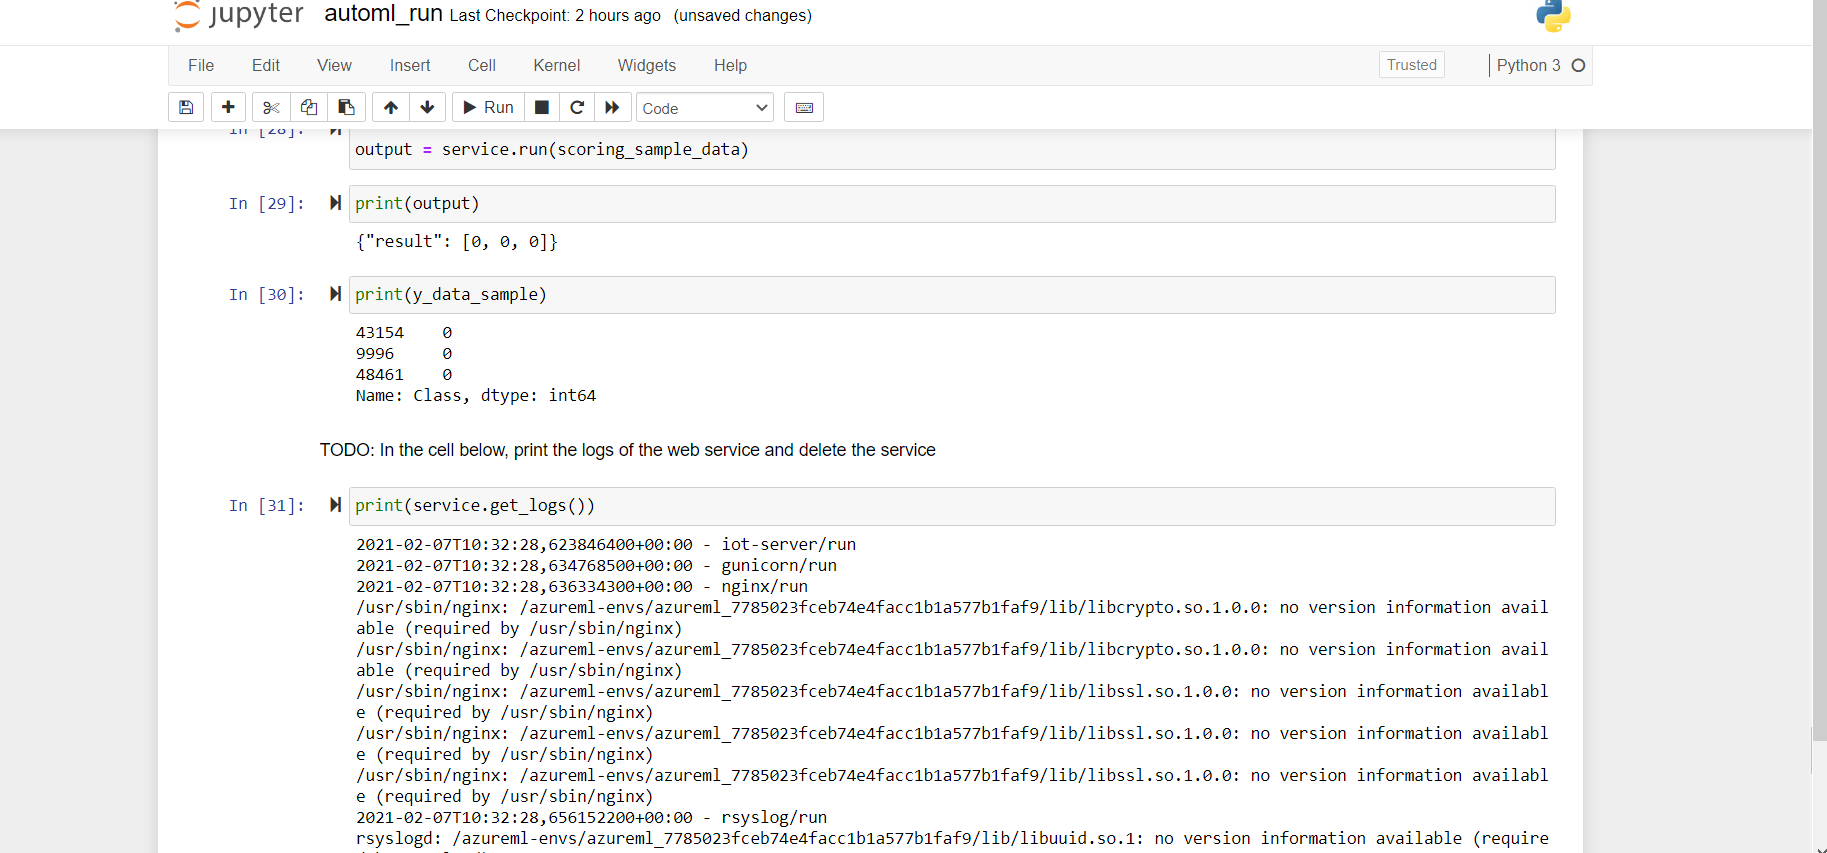 jupyter automl_run Last Checkpoint: 2 hours ago (unsaved changes)
File Edit View Insert Cell Kernel Widgets Help Trusted Python 3
Run Code
In [28]:
output = service.run(scoring_sample_data)
In [29]: print(output)
{"result": [0, 0, 0]}
In [30]: print(y_data_sample)
43154 0
9996 0
48461 0
Name: Class, dtype: int64
TODO: In the cell below, print the logs of the web service and delete the service
In [31]: print(service.get_logs())
2021-02-07T10:32:28,623846400+00:00 - iot-server/run
2021-02-07T10:32:28,634768500+00:00 - gunicorn/run
2021-02-07T10:32:28,636334300+00:00 - nginx/run
/usr/sbin/nginx: /azureml-envs/azureml_7785023fceb74e4facc1b1a577b1faf9/lib/libcrypto.so.1.0.0: no version information avail
able (required by /usr/sbin/nginx)
/usr/sbin/nginx: /azureml-envs/azureml_7785023fceb74e4facc1b1a577b1faf9/lib/libcrypto.so.1.0.0: no version information avail
able (required by /usr/sbin/nginx)
/usr/sbin/nginx: /azureml-envs/azureml_7785023fceb74e4facc1b1a577b1faf9/lib/libssl.so.1.0.0: no version information availabl
e (required by /usr/sbin/nginx)
/usr/sbin/nginx: /azureml-envs/azureml_7785023fceb74e4facc1b1a577b1faf9/lib/libssl.so.1.0.0: no version information availabl
e (required by /usr/sbin/nginx)
/usr/sbin/nginx: /azureml-envs/azureml_7785023fceb74e4facc1b1a577b1faf9/lib/libssl.so.1.0.0: no version information availabl
e (required by /usr/sbin/nginx)
2021-02-07T10:32:28,656152200+00:00 - rsyslog/run
rsyslogd: /azureml-envs/azureml_7785023fceb74e4facc1b1a577b1faf9/lib/libuuid.so.1: no version information available (require